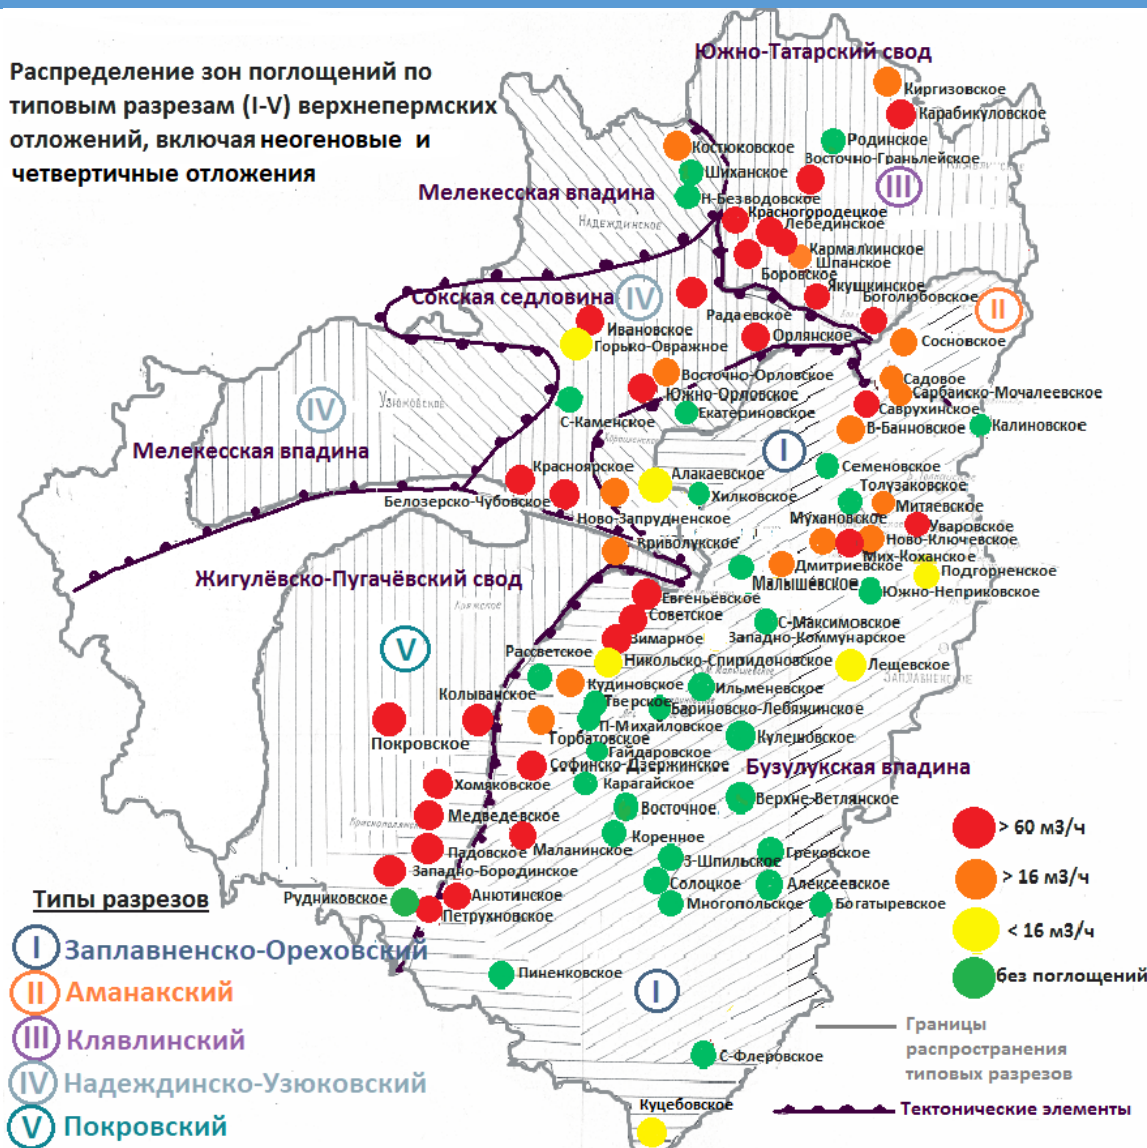 Распределение зон поглощений по
типовым разрезам (I-V) верхнепермских
отложений, включая неогеновые и
четвертичные отложения
Южно-Татарский свод
Киргизовское
Карабикуловское
Костюковское
Родинское
Восточно-Граньлейское
Шиханское
III
Мелекесская впадина
Н-Безводовское
Красногородецкое
НАДЕЖДИНСКОЕ
Лебединское
Кармалкинское
Шпанское
Боровское
Якушкинское
Сокская седловина
IV
Боголюбовское
II
Радаевское
Ивановское
Орлянское
Сосновское
Горько-Овражное
Восточно-Орловское
Садовое
Южно-Орловское
Сарбаиско-Мочалеевское
IV
Узюковское
Саврухинское
С-Каменское
Екатериновское
В-Банновское
Калиновское
Мелекесская впадина
I
Красноярское
Алакаевское
Семеновское
Толузаковское
Белозерско-Чубовское
Хилковское
Митяевское
Ново-Запрудненское
Мухановское
Уваровское
Криволукское
Ново-Ключевское
Мих-Коханское
Дмитриевское
Подгорненское
Жигулёвско-Пугачёвский свод
Малышевское
Южно-Неприковское
Евгеньевское
Советское
С-Максимовское
Зимарное
Западно-Коммунарское
V
Рассветское
Никольско-Спиридоновское
Лещевское
ЗАПЛАВНЕНСКОЕ
Колыванское
Кудиновское
Ильменевское
Тверское
Бариновско-Лебяжинское
П-Михайловское
Покровское
Горбатовское
Кулешовское
Гайдаровское
Софинско-Дзержинское
Бузулукская впадина
Хомяковское
Карагайское
Верхне-Ветлянское
Восточное
Медведевское
> 60 м3/ч
Коренное
Падовское
Маланинское
Грековское
З-Шпильское
Западно-Бородинское
> 16 м3/ч
Солоцкое
Алексеевское
Рудниковское
Анютинское
Многопольское
Богатыревское
Петрухновское
< 16 м3/ч
Пиненковское
без поглощений
I
Типы разрезов
I Заплавненско-Ореховский
II Аманакский
III Клявлинский
IV Надеждинско-Узюковский
V Покровский
С-Флеровское
Куцебовское
Границы
распространения
типовых разрезов
Тектонические элементы